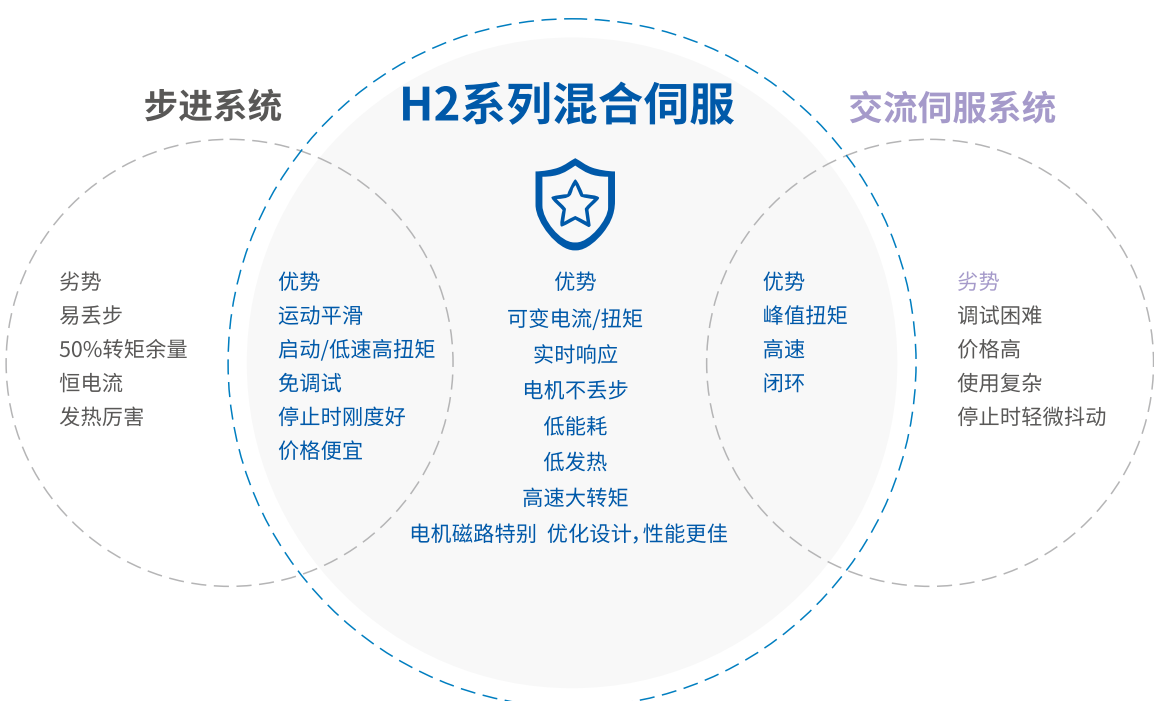 步进系统
H2系列混合伺服
交流伺服系统
劣势
易丢步
50%转矩余量
恒电流
发热厉害
优势
运动平滑
启动/低速高扭矩
免调试
停止时刚度好
价格便宜
优势
可变电流/扭矩
实时响应
电机不丢步
低能耗
低发热
高速大转矩
电机磁路特别 优化设计，性能更佳
优势
峰值扭矩
高速
闭环
劣势
调试困难
价格高
使用复杂
停止时轻微抖动